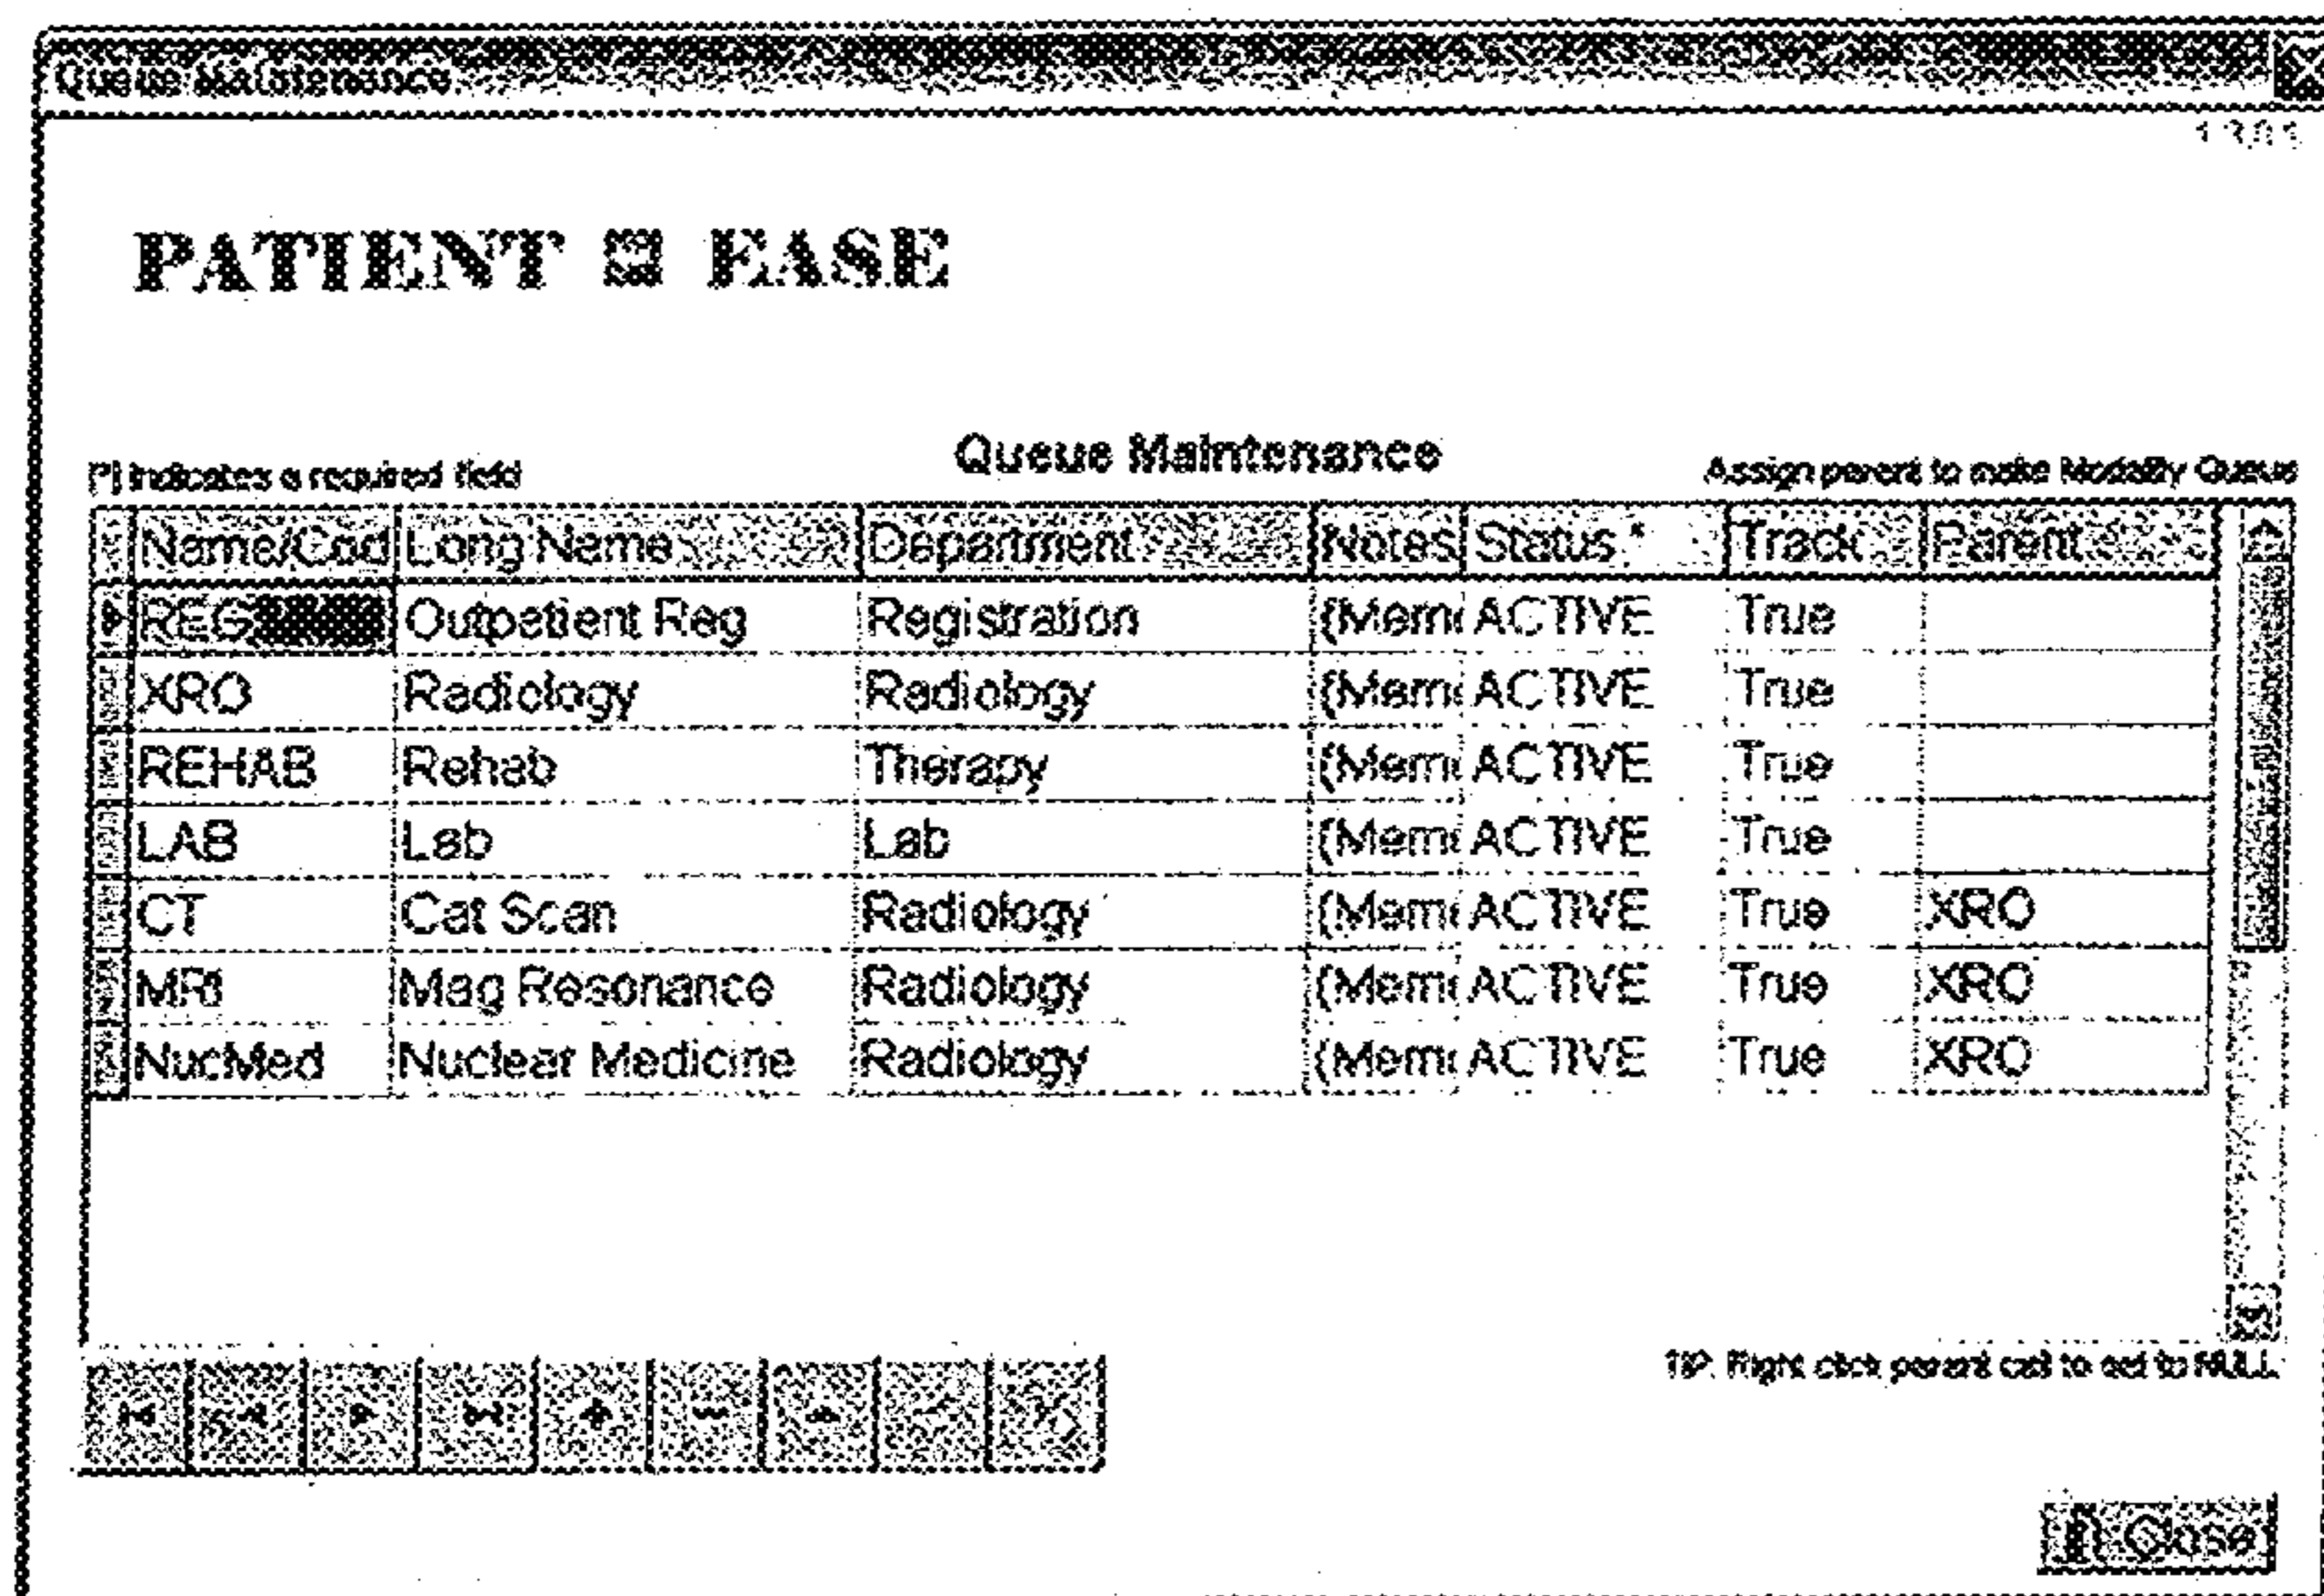 Queue Maintenance
1.3.0.1
PATIENT EASE
Queue Maintenance
[*] Indicates a required field
Assign parent to make Modality Queue
Name/Cod Long Name Department Notes Status * Track Parent
REG Outpatient Reg Registration (Mem ACTIVE True
XRO Radiology Radiology (Mem ACTIVE True
REHAB Rehab Therapy (Mem ACTIVE True
LAB Lab Lab (Mem ACTIVE True
CT Cat Scan Radiology (Mem ACTIVE True XRO
MRI Mag Resonance Radiology (Mem ACTIVE True XRO
NucMed Nuclear Medicine Radiology (Mem ACTIVE True XRO
TIP: Right click parent cell to set to NULL
Close